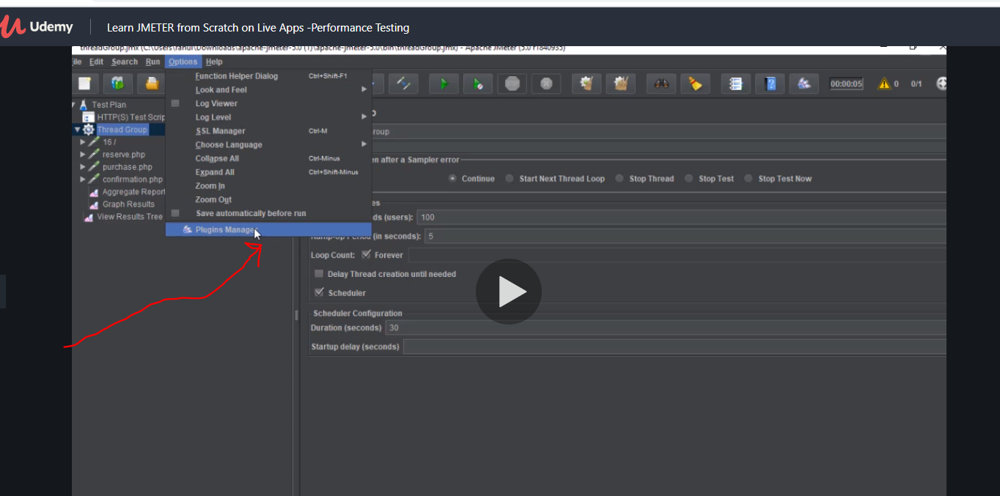 Udemy
Learn JMETER from Scratch on Live Apps -Performance Testing
threadGroup.jmx (C:\Users\rahul\Downloads\apache-jmeter-5.0 (1)\apache-jmeter-5.0\bin\threadGroup.jmx) - Apache JMeter (5.0 r1840935)
ile Edit Search Run Options Help
00:00:05 0 0/1
Test Plan
HTTP(S) Test Scrip
Thread Group
16 /
reserve.php
purchase.php
confirmation.php
Aggregate Report
Graph Results
View Results Tree
Function Helper Dialog Ctrl+Shift-F1
Look and Feel
Log Viewer
Log Level
SSL Manager Ctrl-M
Choose Language
Collapse All Ctrl-Minus
Expand All Ctrl+Shift-Minus
Zoom In
Zoom Out
Save automatically before run
Plugins Manager
roup
en after a Sampler error
Continue Start Next Thread Loop Stop Thread Stop Test Stop Test Now
es
ds (users): 100
Ramp-Up Period (in seconds): 5
Loop Count: Forever
Delay Thread creation until needed
Scheduler
Scheduler Configuration
Duration (seconds) 30
Startup delay (seconds)